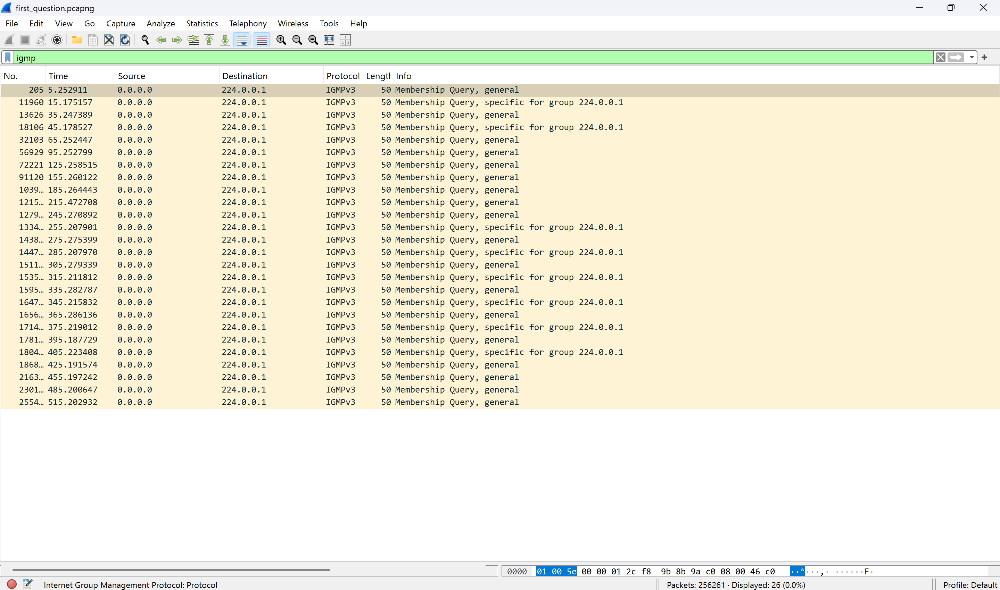 first_question.pcapng
File Edit View Go Capture Analyze Statistics Telephony Wireless Tools Help
igmp
No. Time Source Destination Protocol Lengtl Info
205 5.252911 0.0.0.0 224.0.0.1 IGMPv3 50 Membership Query, general
11960 15.175157 0.0.0.0 224.0.0.1 IGMPv3 50 Membership Query, specific for group 224.0.0.1
13626 35.247389 0.0.0.0 224.0.0.1 IGMPv3 50 Membership Query, general
18106 45.178527 0.0.0.0 224.0.0.1 IGMPv3 50 Membership Query, specific for group 224.0.0.1
32103 65.252447 0.0.0.0 224.0.0.1 IGMPv3 50 Membership Query, general
56929 95.252799 0.0.0.0 224.0.0.1 IGMPv3 50 Membership Query, general
72221 125.258515 0.0.0.0 224.0.0.1 IGMPv3 50 Membership Query, general
91120 155.260122 0.0.0.0 224.0.0.1 IGMPv3 50 Membership Query, general
1039… 185.264443 0.0.0.0 224.0.0.1 IGMPv3 50 Membership Query, general
1215… 215.472708 0.0.0.0 224.0.0.1 IGMPv3 50 Membership Query, general
1279… 245.270892 0.0.0.0 224.0.0.1 IGMPv3 50 Membership Query, general
1334… 255.207901 0.0.0.0 224.0.0.1 IGMPv3 50 Membership Query, specific for group 224.0.0.1
1438… 275.275399 0.0.0.0 224.0.0.1 IGMPv3 50 Membership Query, general
1447… 285.207970 0.0.0.0 224.0.0.1 IGMPv3 50 Membership Query, specific for group 224.0.0.1
1511… 305.279339 0.0.0.0 224.0.0.1 IGMPv3 50 Membership Query, general
1535… 315.211812 0.0.0.0 224.0.0.1 IGMPv3 50 Membership Query, specific for group 224.0.0.1
1595… 335.282787 0.0.0.0 224.0.0.1 IGMPv3 50 Membership Query, general
1647… 345.215832 0.0.0.0 224.0.0.1 IGMPv3 50 Membership Query, specific for group 224.0.0.1
1656… 365.286136 0.0.0.0 224.0.0.1 IGMPv3 50 Membership Query, general
1714… 375.219012 0.0.0.0 224.0.0.1 IGMPv3 50 Membership Query, specific for group 224.0.0.1
1781… 395.187729 0.0.0.0 224.0.0.1 IGMPv3 50 Membership Query, general
1804… 405.223408 0.0.0.0 224.0.0.1 IGMPv3 50 Membership Query, specific for group 224.0.0.1
1868… 425.191574 0.0.0.0 224.0.0.1 IGMPv3 50 Membership Query, general
2163… 455.197242 0.0.0.0 224.0.0.1 IGMPv3 50 Membership Query, general
2301… 485.200647 0.0.0.0 224.0.0.1 IGMPv3 50 Membership Query, general
2554… 515.202932 0.0.0.0 224.0.0.1 IGMPv3 50 Membership Query, general
0000 01 00 5e 00 00 01 2c f8 9b 8b 9a c0 08 00 46 c0 ··^···,· ······F·
Internet Group Management Protocol: Protocol Packets: 256261 · Displayed: 26 (0.0%) Profile: Default